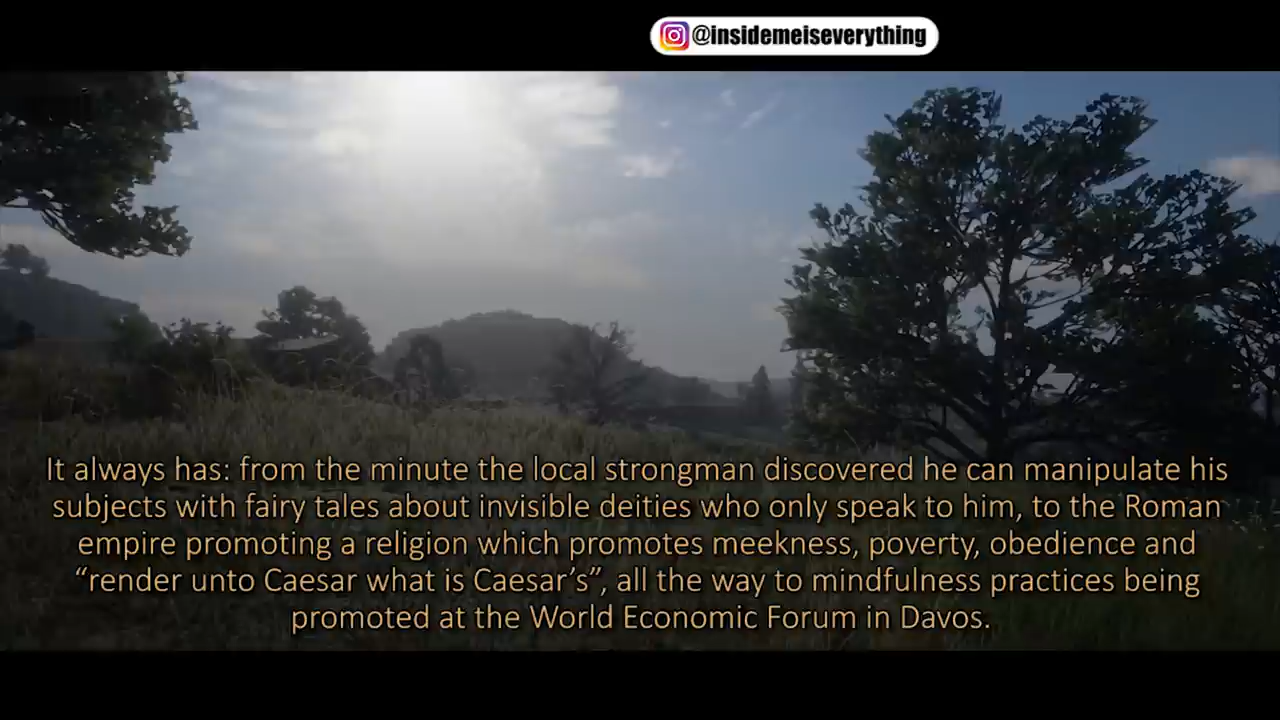 @insidemeiseverything
It always has: from the minute the local strongman discovered he can manipulate his
subjects with fairy tales about invisible deities who only speak to him, to the Roman
empire promoting a religion which promotes meekness, poverty, obedience and
“render unto Caesar what is Caesar’s”, all the way to mindfulness practices being
promoted at the World Economic Forum in Davos.